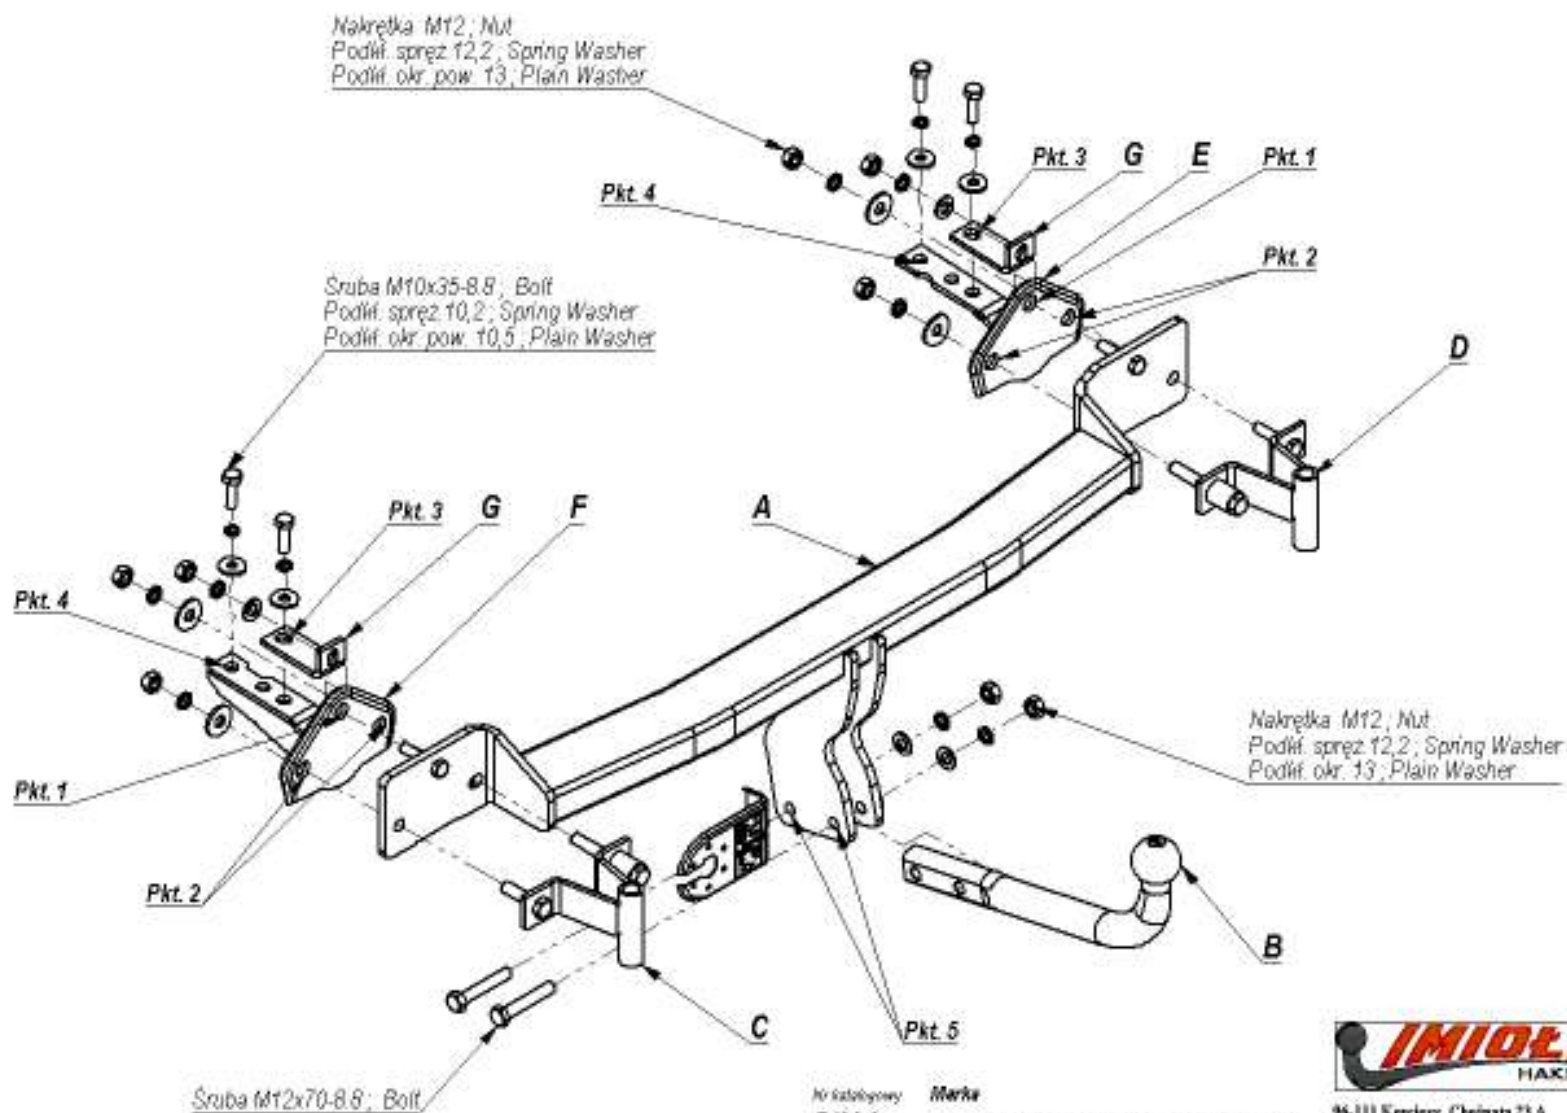 Nakrętka M12 ; Nut
Podkł. spręż. 12,2 ; Spring Washer
Podkł. okr. pow. 13 ; Plain Washer
Pkt. 3
G
E
Pkt. 1
Pkt. 4
Pkt. 2
Śruba M10x35-8.8 ; Bolt
Podkł. spręż. 10,2 ; Spring Washer
Podkł. okr. pow. 10,5 ; Plain Washer
D
Pkt. 3
G
F
A
Pkt. 4
Nakrętka M12 ; Nut
Podkł. spręż. 12,2 ; Spring Washer
Podkł. okr. 13 ; Plain Washer
Pkt. 1
Pkt. 2
B
C
Pkt. 5
Śruba M12x70-8.8 ; Bolt
IMIOŁ
HAK
Nr katalogowy Marka